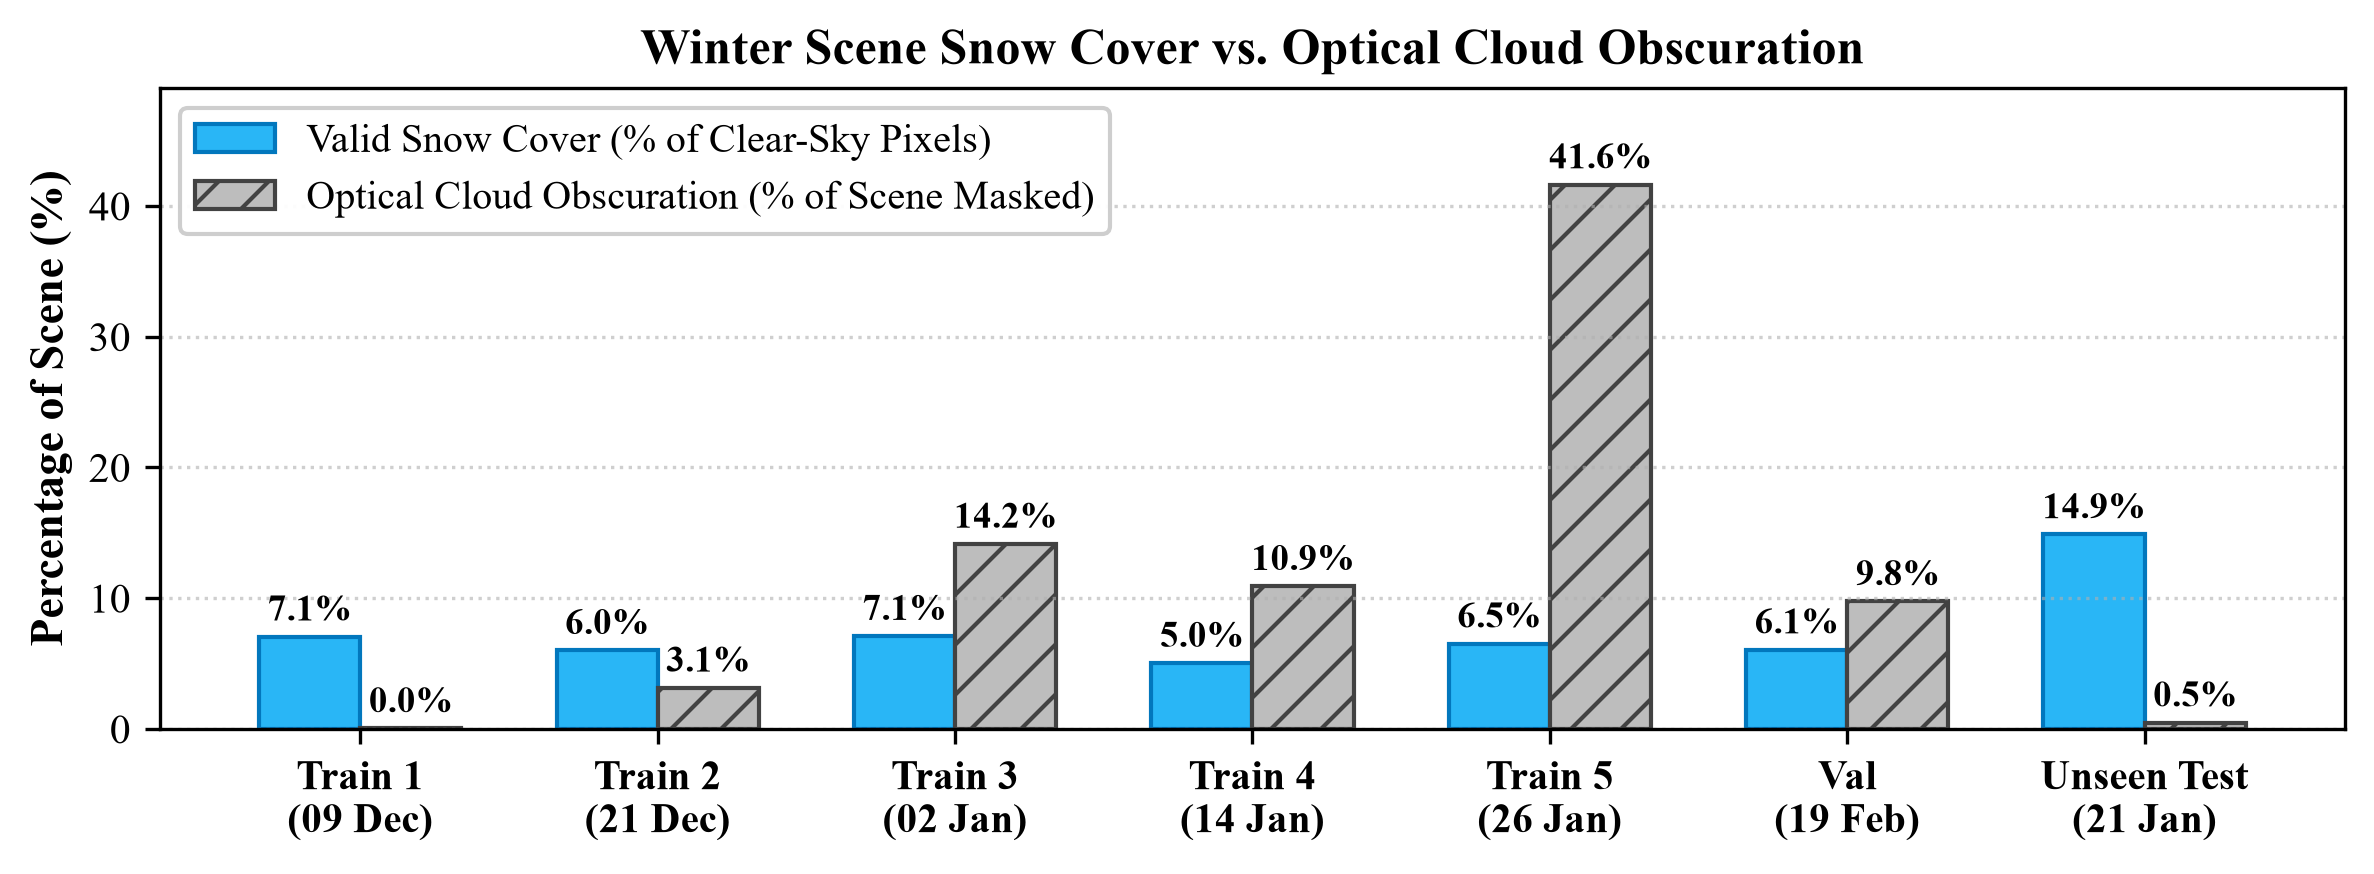 Winter Scene Snow Cover vs. Optical Cloud Obscuration
Valid Snow Cover (% of Clear-Sky Pixels)
Optical Cloud Obscuration (% of Scene Masked)
Percentage of Scene (%)
40
30
20
10
0
7.1%
0.0%
6.0%
3.1%
7.1%
14.2%
5.0%
10.9%
6.5%
41.6%
6.1%
9.8%
14.9%
0.5%
Train 1
(09 Dec)
Train 2
(21 Dec)
Train 3
(02 Jan)
Train 4
(14 Jan)
Train 5
(26 Jan)
Val
(19 Feb)
Unseen Test
(21 Jan)